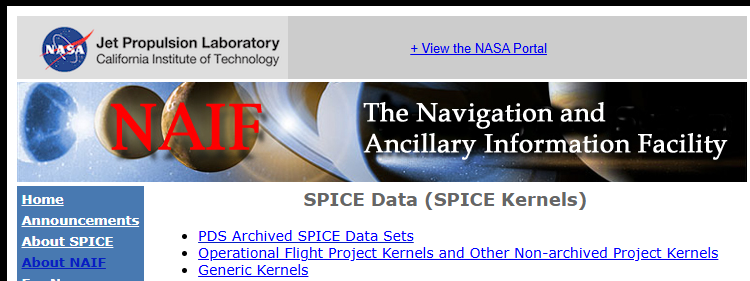 NASA
Jet Propulsion Laboratory
California Institute of Technology
+ View the NASA Portal
NAIF
The Navigation and
Ancillary Information Facility
Home
Announcements
About SPICE
About NAIF
SPICE Data (SPICE Kernels)
PDS Archived SPICE Data Sets
Operational Flight Project Kernels and Other Non-archived Project Kernels
Generic Kernels